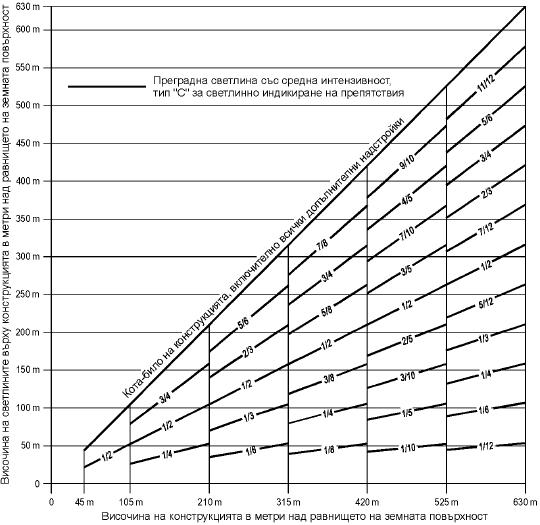 630 m
600 m
550 m
500 m
450 m
400 m
350 m
300 m
250 m
200 m
150 m
100 m
50 m
0
Височина на светлините върху конструкцията в метри над равнището на земната повърхност
Преградна светлина със средна интензивност,
тип "C" за светлинно индикиране на препятствия
Кота-било на конструкцията, включително всички допълнителни надстройки
1/2
3/4
1/2
1/4
5/6
2/3
1/2
1/3
1/6
7/8
3/4
5/8
1/2
3/8
1/4
1/8
9/10
4/5
7/10
3/5
1/2
2/5
3/10
1/5
1/10
11/12
5/6
3/4
2/3
7/12
1/2
5/12
1/3
1/4
1/6
1/12
0 45 m 105 m 210 m 315 m 420 m 525 m 630 m
Височина на конструкцията в метри над равнището на земната повърхност